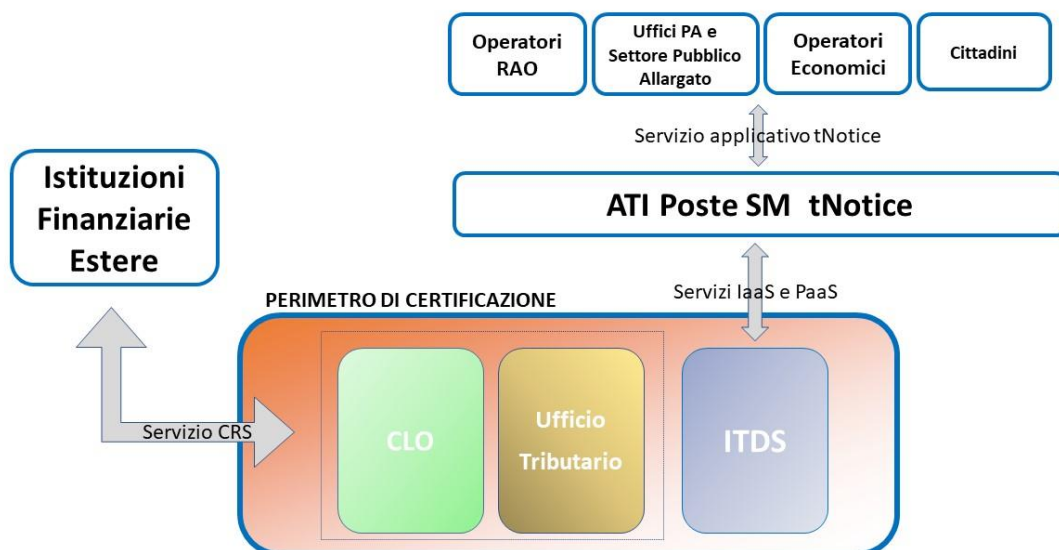 Operatori
RAO
Uffici PA e
Settore Pubblico
Allargato
Operatori
Economici
Cittadini
Servizio applicativo tNotice
Istituzioni
Finanziarie
Estere
ATI Poste SM tNotice
Servizi IaaS e PaaS
PERIMETRO DI CERTIFICAZIONE
Servizio CRS
CLO
Ufficio
Tributario
ITDS